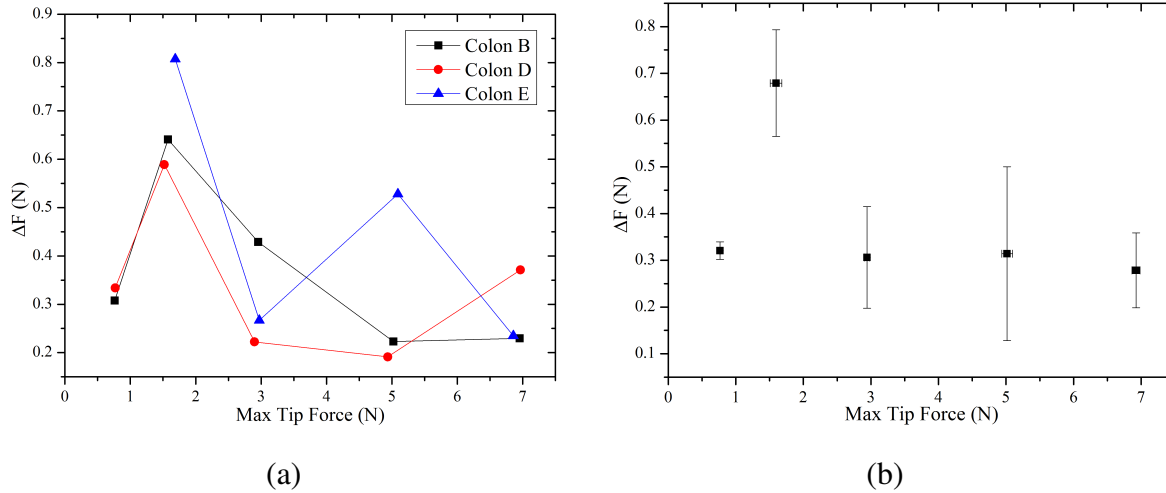 0.9
0.8
0.7
0.6
0.5
0.4
0.3
0.2
ΔF (N)
0 1 2 3 4 5 6 7
Max Tip Force (N)
Colon B
Colon D
Colon E
(a)
0.8
0.7
0.6
0.5
0.4
0.3
0.2
0.1
ΔF (N)
0 1 2 3 4 5 6 7
Max Tip Force (N)
(b)